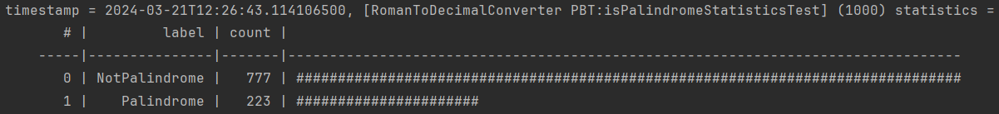 timestamp = 2024-03-21T12:26:43.114106500, [RomanToDecimalConverter PBT:isPalindromeStatisticsTest] (1000) statistics =
    # |         label | count |
 -----|---------------|-------|---------------------------------------------------------------------------------
    0 | NotPalindrome |   777 | ################################################################################
    1 |    Palindrome |   223 | ######################